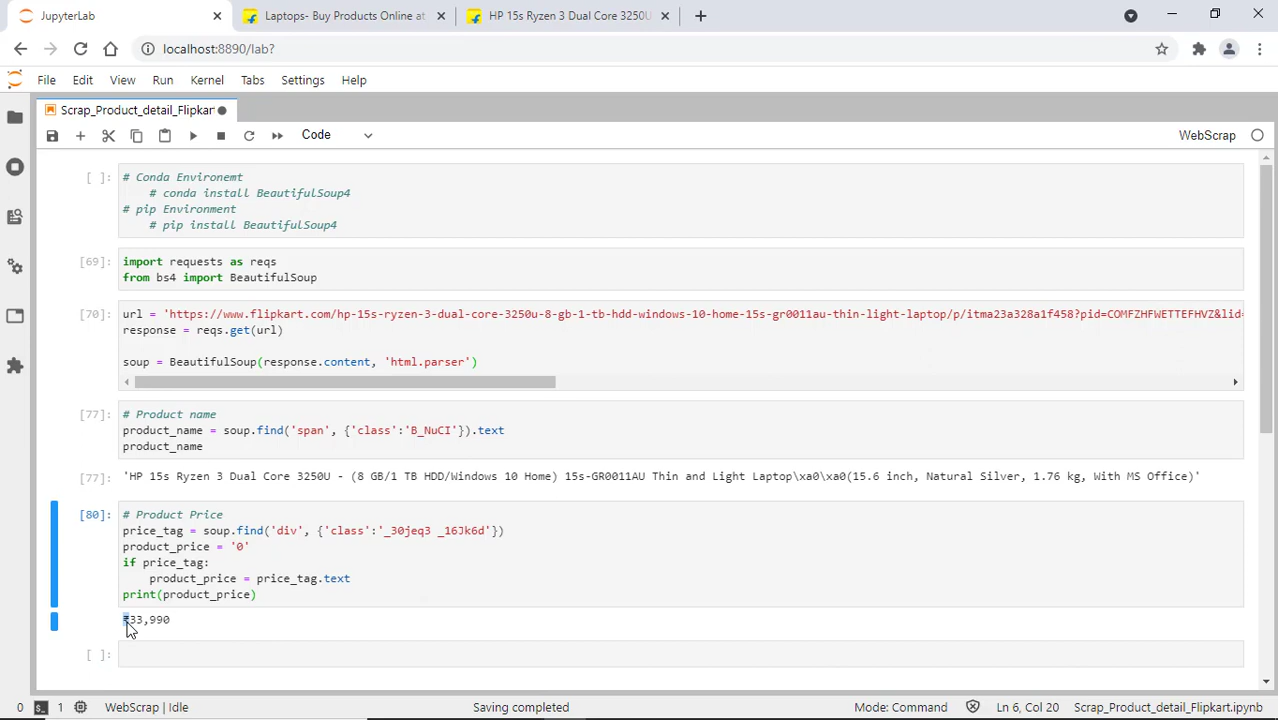 JupyterLab
Laptops- Buy Products Online at
HP 15s Ryzen 3 Dual Core 3250U
localhost:8890/lab?
File Edit View Run Kernel Tabs Settings Help
Scrap_Product_detail_Flipkar
Code
WebScrap
[ ]:
# Conda Environemt
# conda install BeautifulSoup4
# pip Environment
# pip install BeautifulSoup4
[69]:
import requests as reqs
from bs4 import BeautifulSoup
[70]:
url = 'https://www.flipkart.com/hp-15s-ryzen-3-dual-core-3250u-8-gb-1-tb-hdd-windows-10-home-15s-gr0011au-thin-light-laptop/p/itma23a328a1f458?pid=COMFZHFWETTEFHVZ&lid=
response = reqs.get(url)
soup = BeautifulSoup(response.content, 'html.parser')
[77]:
# Product name
product_name = soup.find('span', {'class':'B_NuCI'}).text
product_name
[77]:
'HP 15s Ryzen 3 Dual Core 3250U - (8 GB/1 TB HDD/Windows 10 Home) 15s-GR0011AU Thin and Light Laptop\xa0\xa0(15.6 inch, Natural Silver, 1.76 kg, With MS Office)'
[80]:
# Product Price
price_tag = soup.find('div', {'class':'_30jeq3 _16Jk6d'})
product_price = '0'
if price_tag:
product_price = price_tag.text
print(product_price)
₹33,990
[ ]:
0
1
WebScrap | Idle
Saving completed
Mode: Command
Ln 6, Col 20
Scrap_Product_detail_Flipkart.ipynb